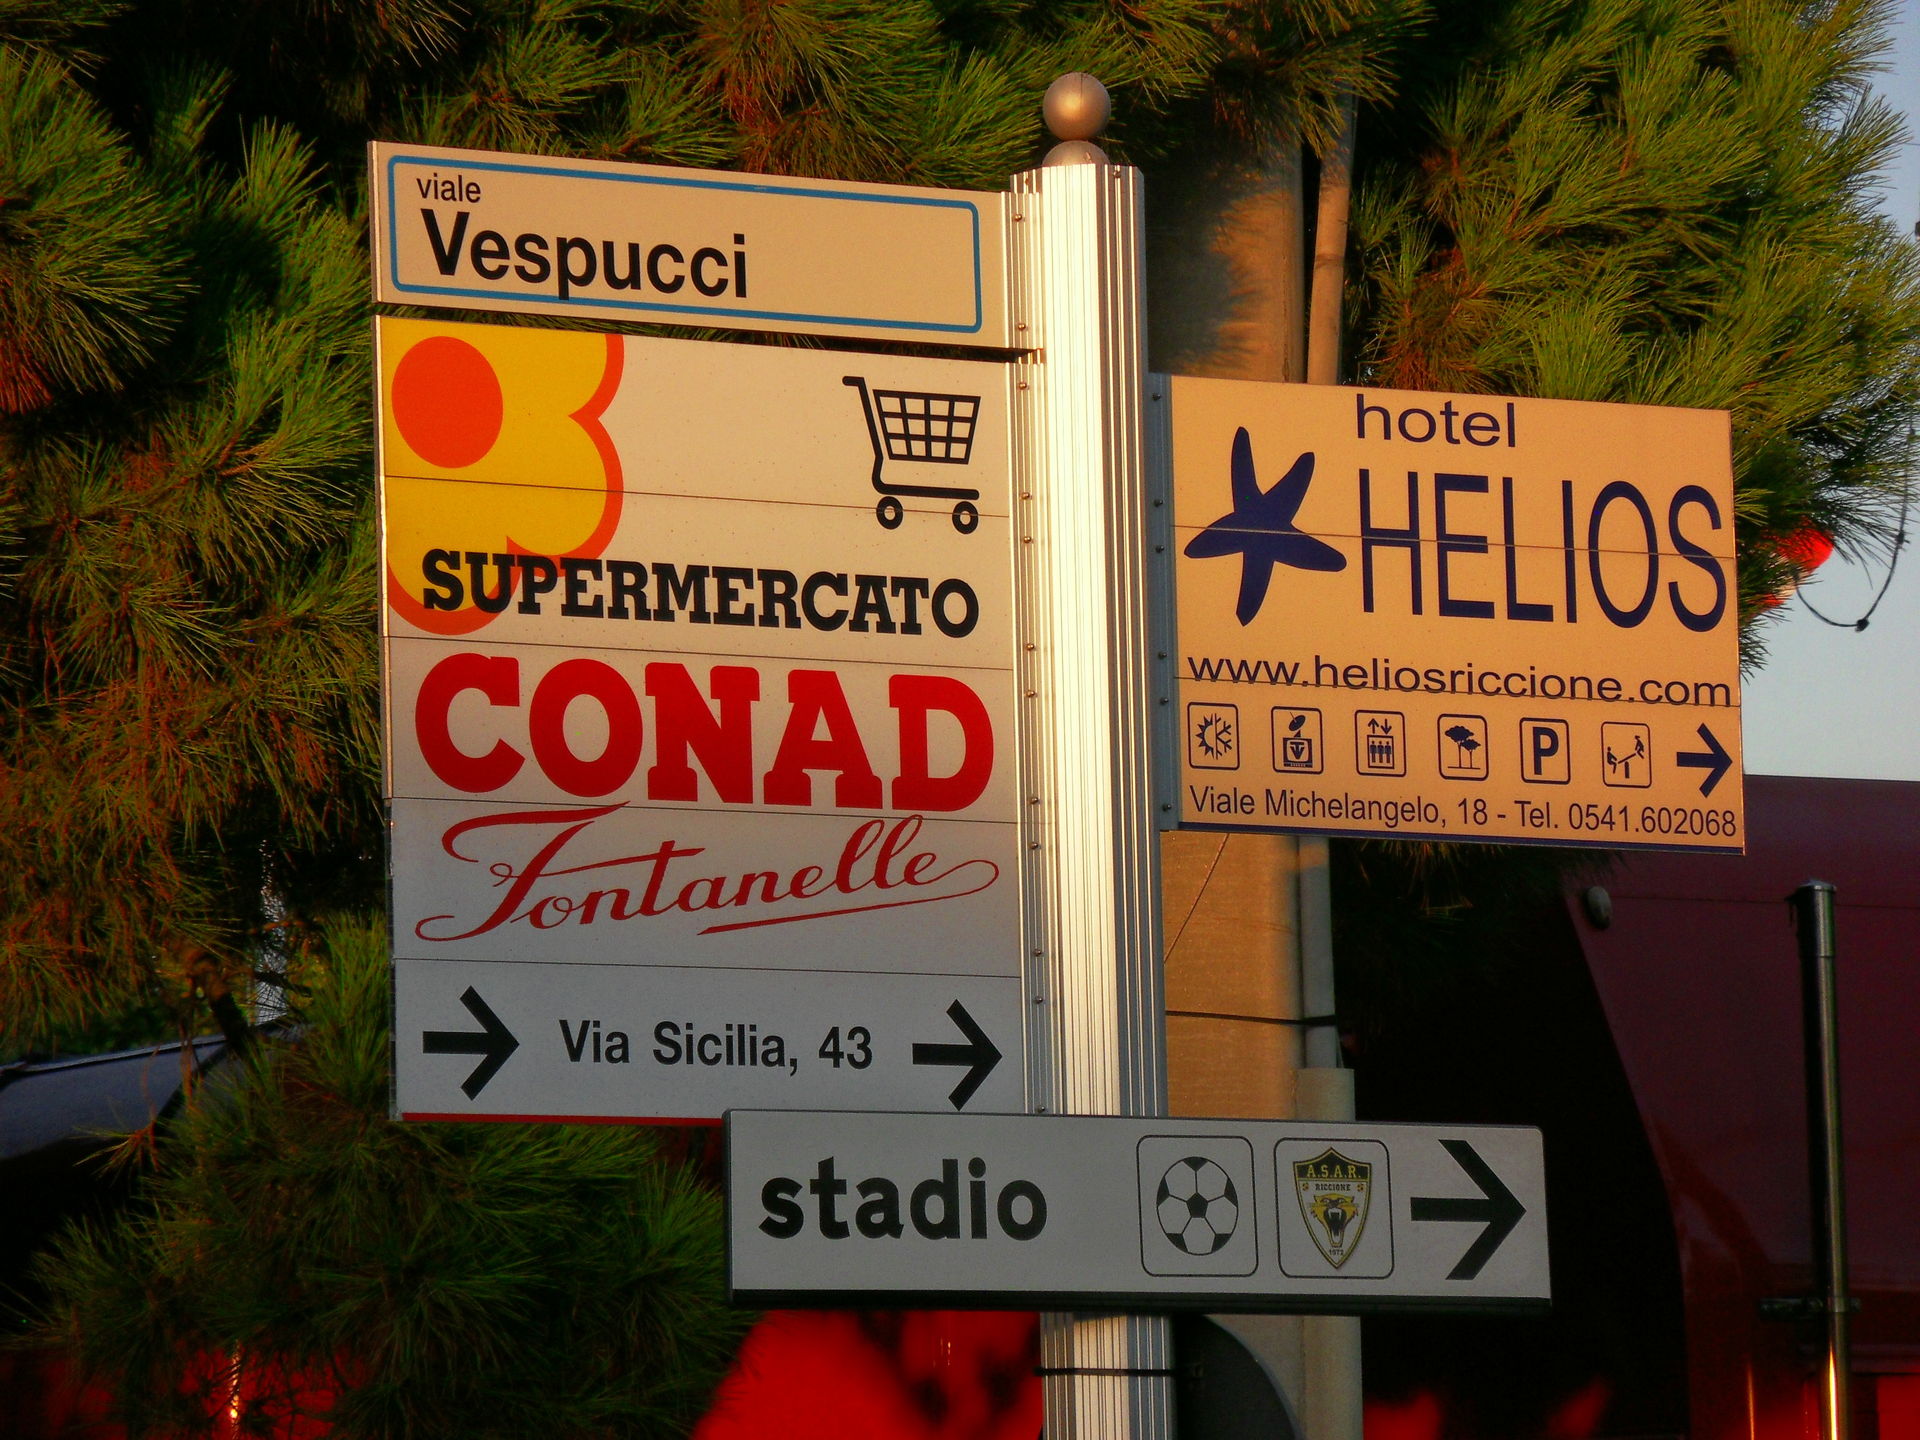 viale
Vespucci
SUPERMERCATO
CONAD
Fontanelle
Via Sicilia, 43
hotel
HELIOS
www.heliosriccione.com
P
Viale Michelangelo, 18 - Tel. 0541.602068
stadio
A.S.A.R.
RICCIONE
1972